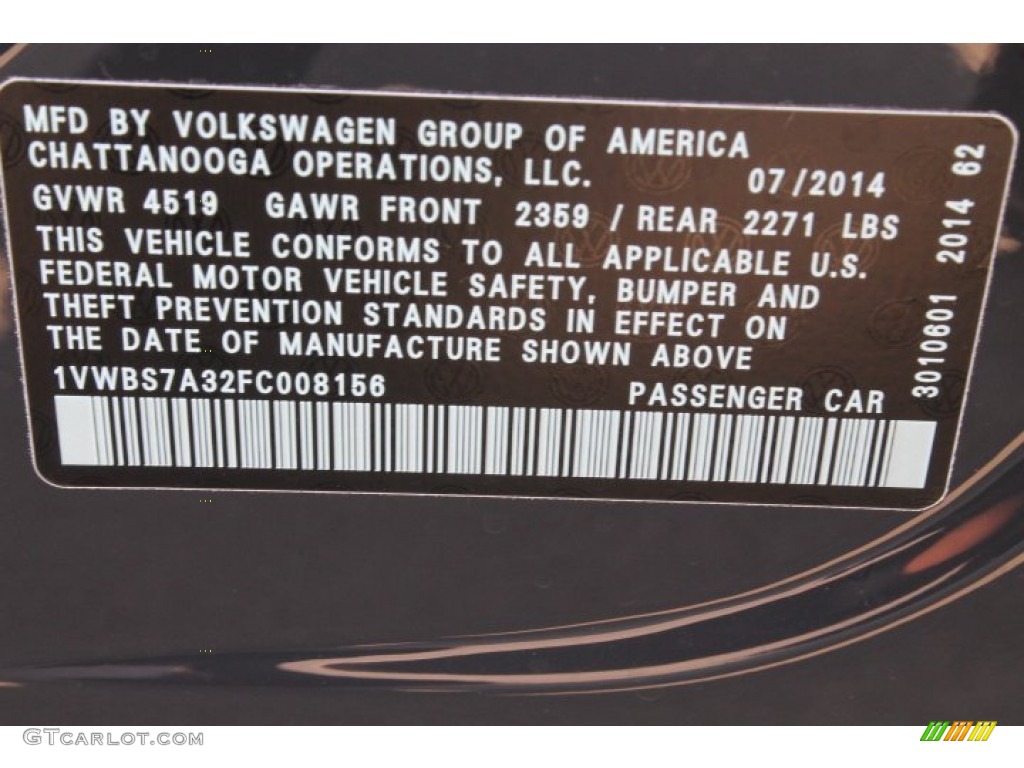 MFD BY VOLKSWAGEN GROUP OF AMERICA
CHATTANOOGA OPERATIONS, LLC. 07/2014
GVWR 4519 GAWR FRONT 2359 / REAR 2271 LBS
THIS VEHICLE CONFORMS TO ALL APPLICABLE U.S.
FEDERAL MOTOR VEHICLE SAFETY, BUMPER AND
THEFT PREVENTION STANDARDS IN EFFECT ON
THE DATE OF MANUFACTURE SHOWN ABOVE
1VWBS7A32FC008156 PASSENGER CAR
3010601 2014 62
GTCarLot.com